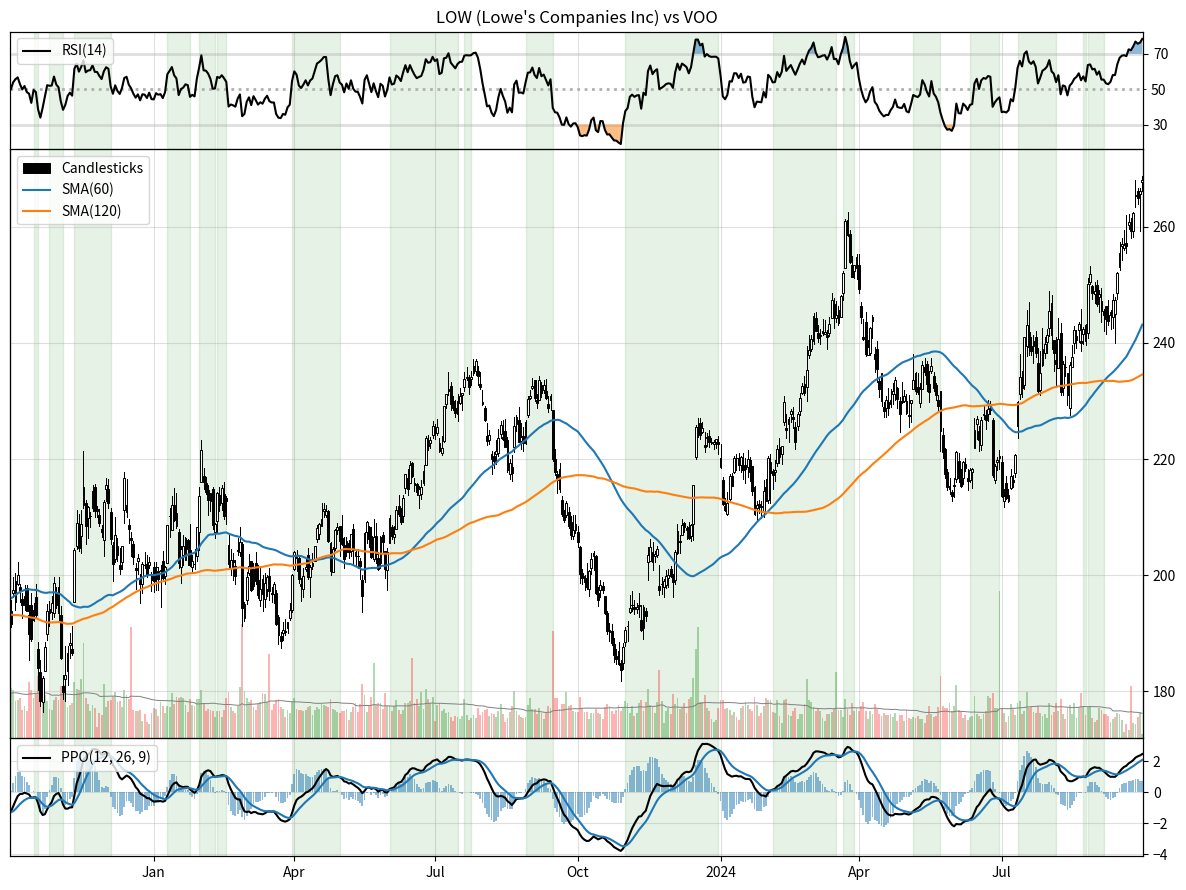 LOW (Lowe's Companies Inc) vs VOO
RSI(14)
70
50
30
Candlesticks
SMA(60)
SMA(120)
260
240
220
200
180
PPO(12, 26, 9)
2
0
−2
−4
Jan Apr Jul Oct 2024 Apr Jul